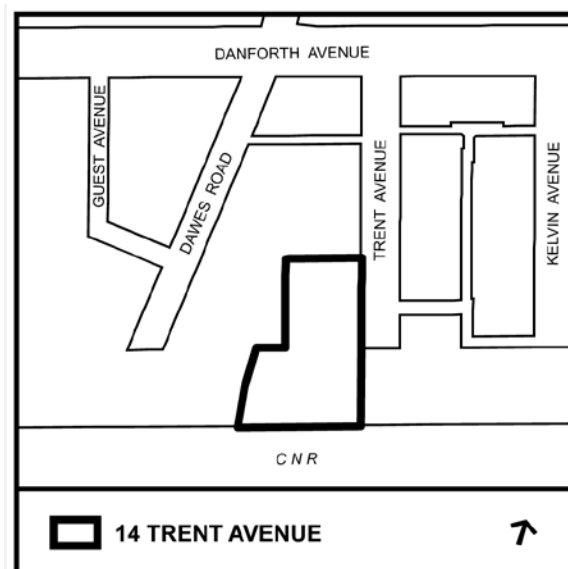 DANFORTH AVENUE
GUEST AVENUE
DAWES ROAD
TRENT AVENUE
KELVIN AVENUE
CNR
14 TRENT AVENUE